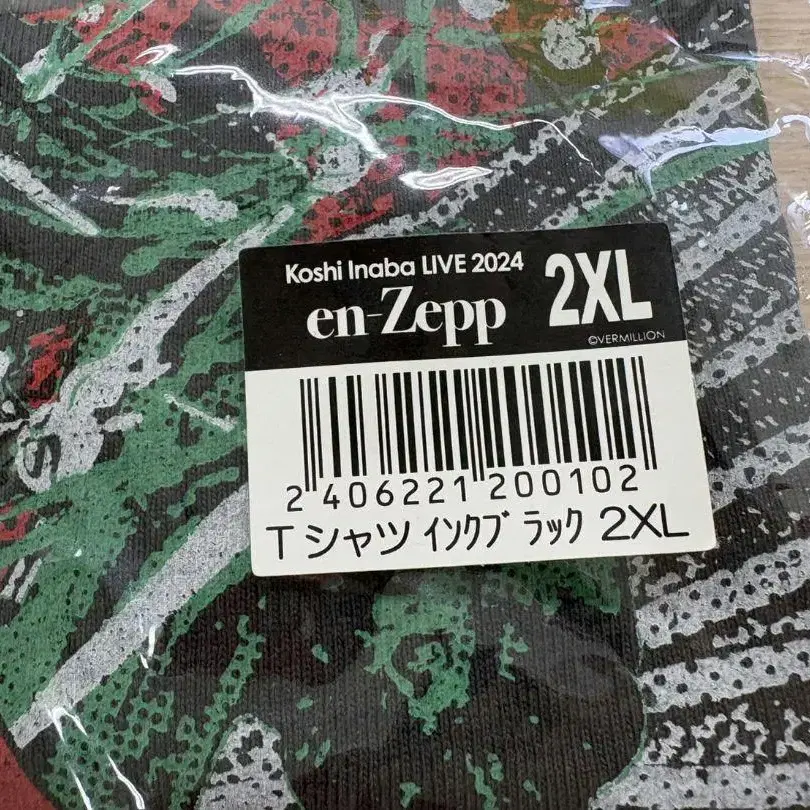 Koshi Inaba LIVE 2024
en-Zepp
2XL
©VERMILLION
2 406221 200102
Tシャツ インクブラック 2XL